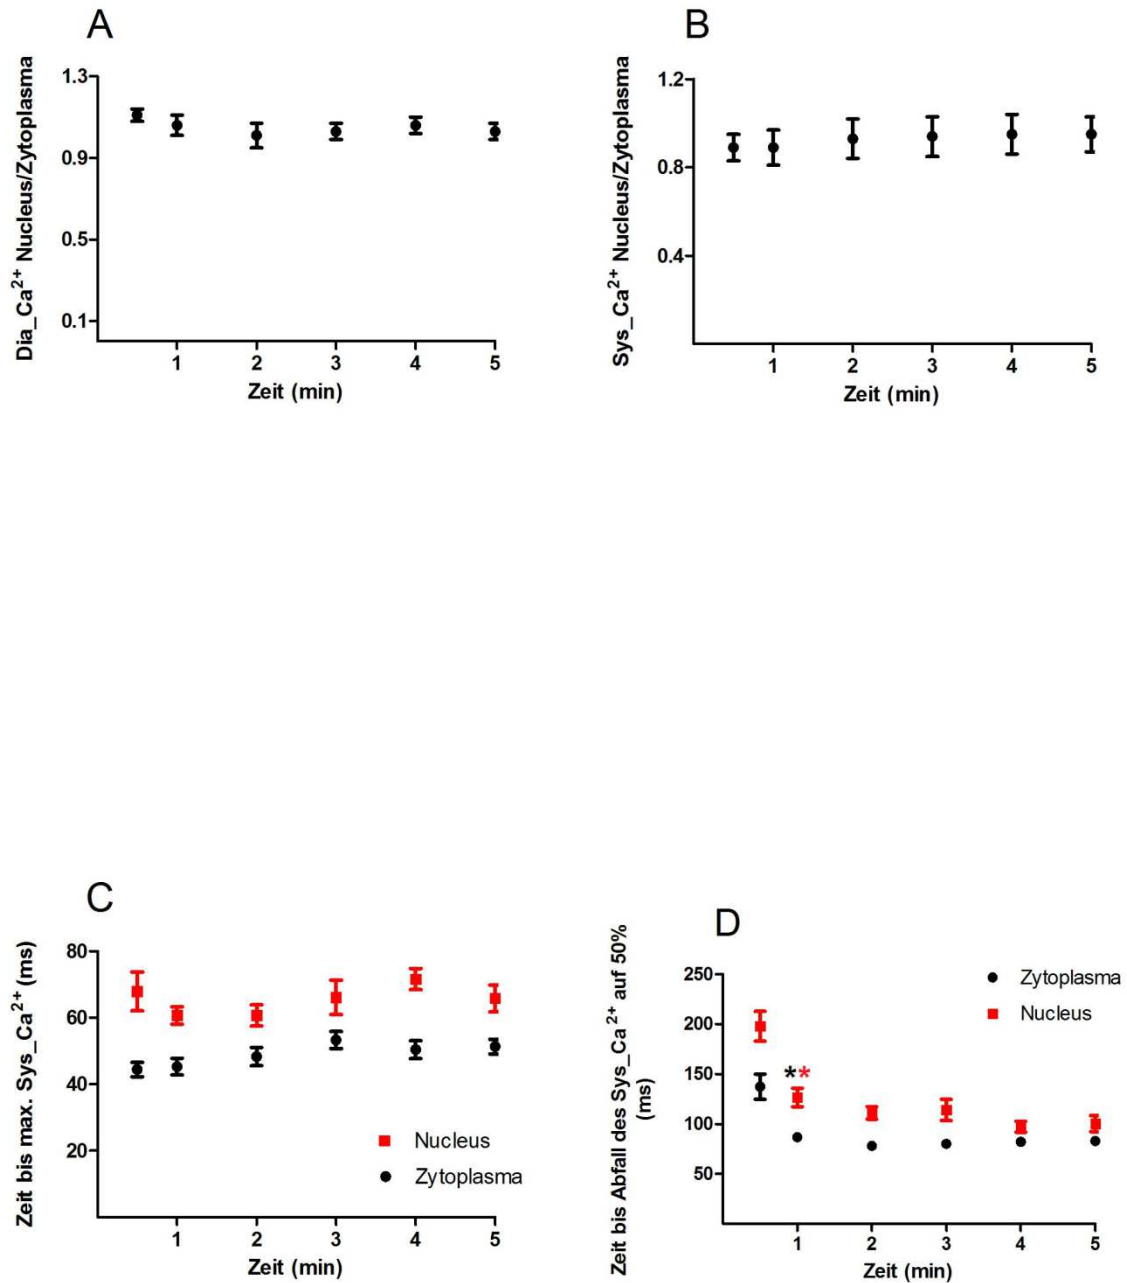 A
Dia_Ca²⁺ Nucleus/Zytoplasma
1.3
0.9
0.5
0.1
1 2 3 4 5
Zeit (min)
B
Sys_Ca²⁺ Nucleus/Zytoplasma
1.2
0.8
0.4
1 2 3 4 5
Zeit (min)
C
Zeit bis max. Sys_Ca²⁺ (ms)
80
60
40
20
Nucleus
Zytoplasma
1 2 3 4 5
Zeit (min)
D
Zeit bis Abfall des Sys_Ca²⁺ auf 50%
(ms)
250
200
150
100
50
Zytoplasma
Nucleus
**
1 2 3 4 5
Zeit (min)